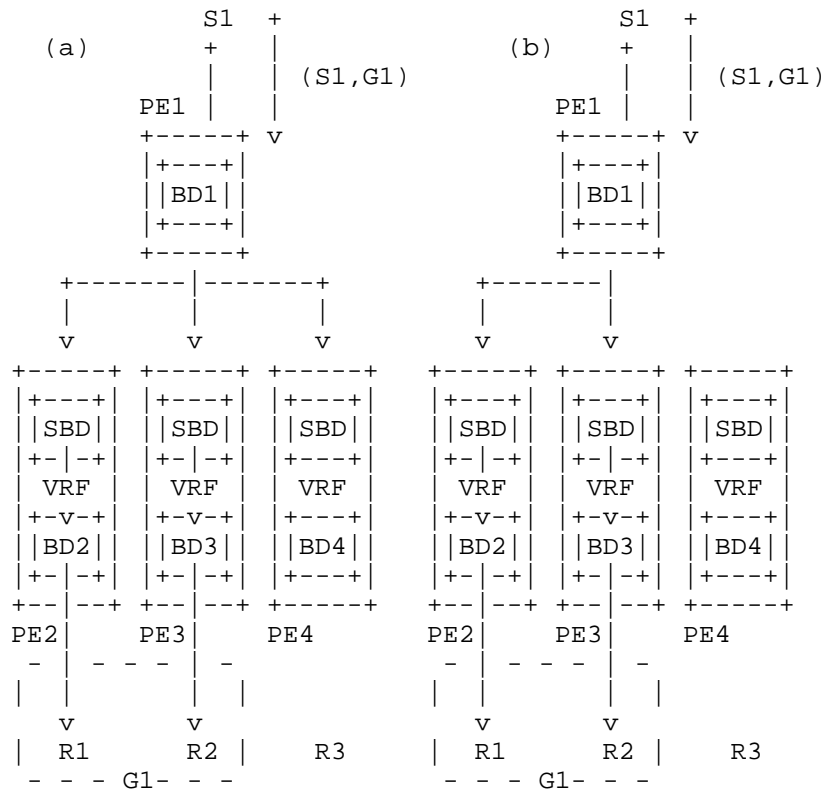 S1 + S1 +
(a) + | (b) + |
| | (S1,G1) | | (S1,G1)
PE1 | | PE1 | |
+-----+ v +-----+ v
|+---+| |+---+|
||BD1|| ||BD1||
|+---+| |+---+|
+-----+ +-----+
+-------|-------+ +-------|
| | | | |
v v v v v
+-----+ +-----+ +-----+ +-----+ +-----+ +-----+
|+---+| |+---+| |+---+| |+---+| |+---+| |+---+|
||SBD|| ||SBD|| ||SBD|| ||SBD|| ||SBD|| ||SBD||
|+-|-+| |+-|-+| |+---+| |+-|-+| |+-|-+| |+---+|
| VRF | | VRF | | VRF | | VRF | | VRF | | VRF |
|+-v-+| |+-v-+| |+---+| |+-v-+| |+-v-+| |+---+|
||BD2|| ||BD3|| ||BD4|| ||BD2|| ||BD3|| ||BD4||
|+-|-+| |+-|-+| |+---+| |+-|-+| |+-|-+| |+---+|
+--|--+ +--|--+ +-----+ +--|--+ +--|--+ +-----+
PE2| PE3| PE4 PE2| PE3| PE4
- | - - - | - - | - - - | -
| | | | | | | |
v v v v
| R1 R2 | R3 | R1 R2 | R3
- - - G1- - - - - - G1- - -